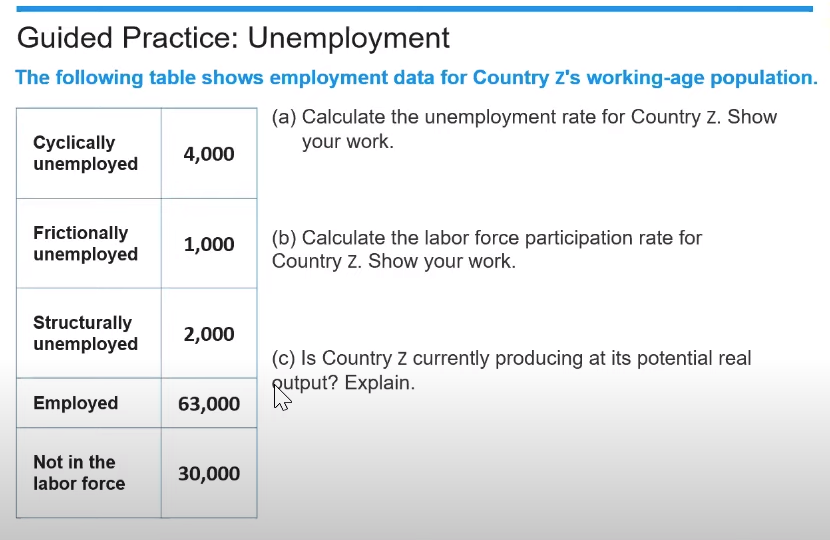 Guided Practice: Unemployment
The following table shows employment data for Country Z's working-age population.
Cyclically
unemployed
4,000
Frictionally
unemployed
1,000
Structurally
unemployed
2,000
Employed
63,000
Not in the
labor force
30,000
(a) Calculate the unemployment rate for Country Z. Show
your work.
(b) Calculate the labor force participation rate for
Country Z. Show your work.
(c) Is Country Z currently producing at its potential real
output? Explain.